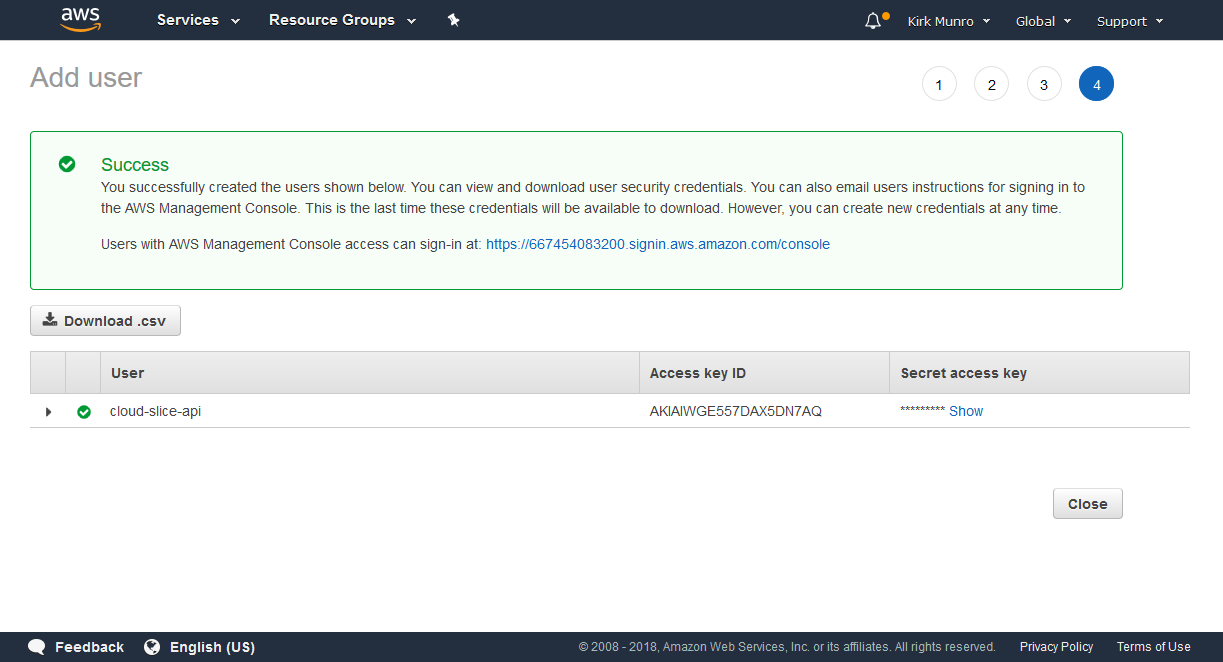 aws Services Resource Groups Kirk Munro Global Support
Add user
1 2 3 4
Success
You successfully created the users shown below. You can view and download user security credentials. You can also email users instructions for signing in to
the AWS Management Console. This is the last time these credentials will be available to download. However, you can create new credentials at any time.
Users with AWS Management Console access can sign-in at: https://667454083200.signin.aws.amazon.com/console
Download .csv
User Access key ID Secret access key
cloud-slice-api AKIAIWGE557DAX5DN7AQ ********* Show
Close
Feedback English (US) © 2008 - 2018, Amazon Web Services, Inc. or its affiliates. All rights reserved. Privacy Policy Terms of Use